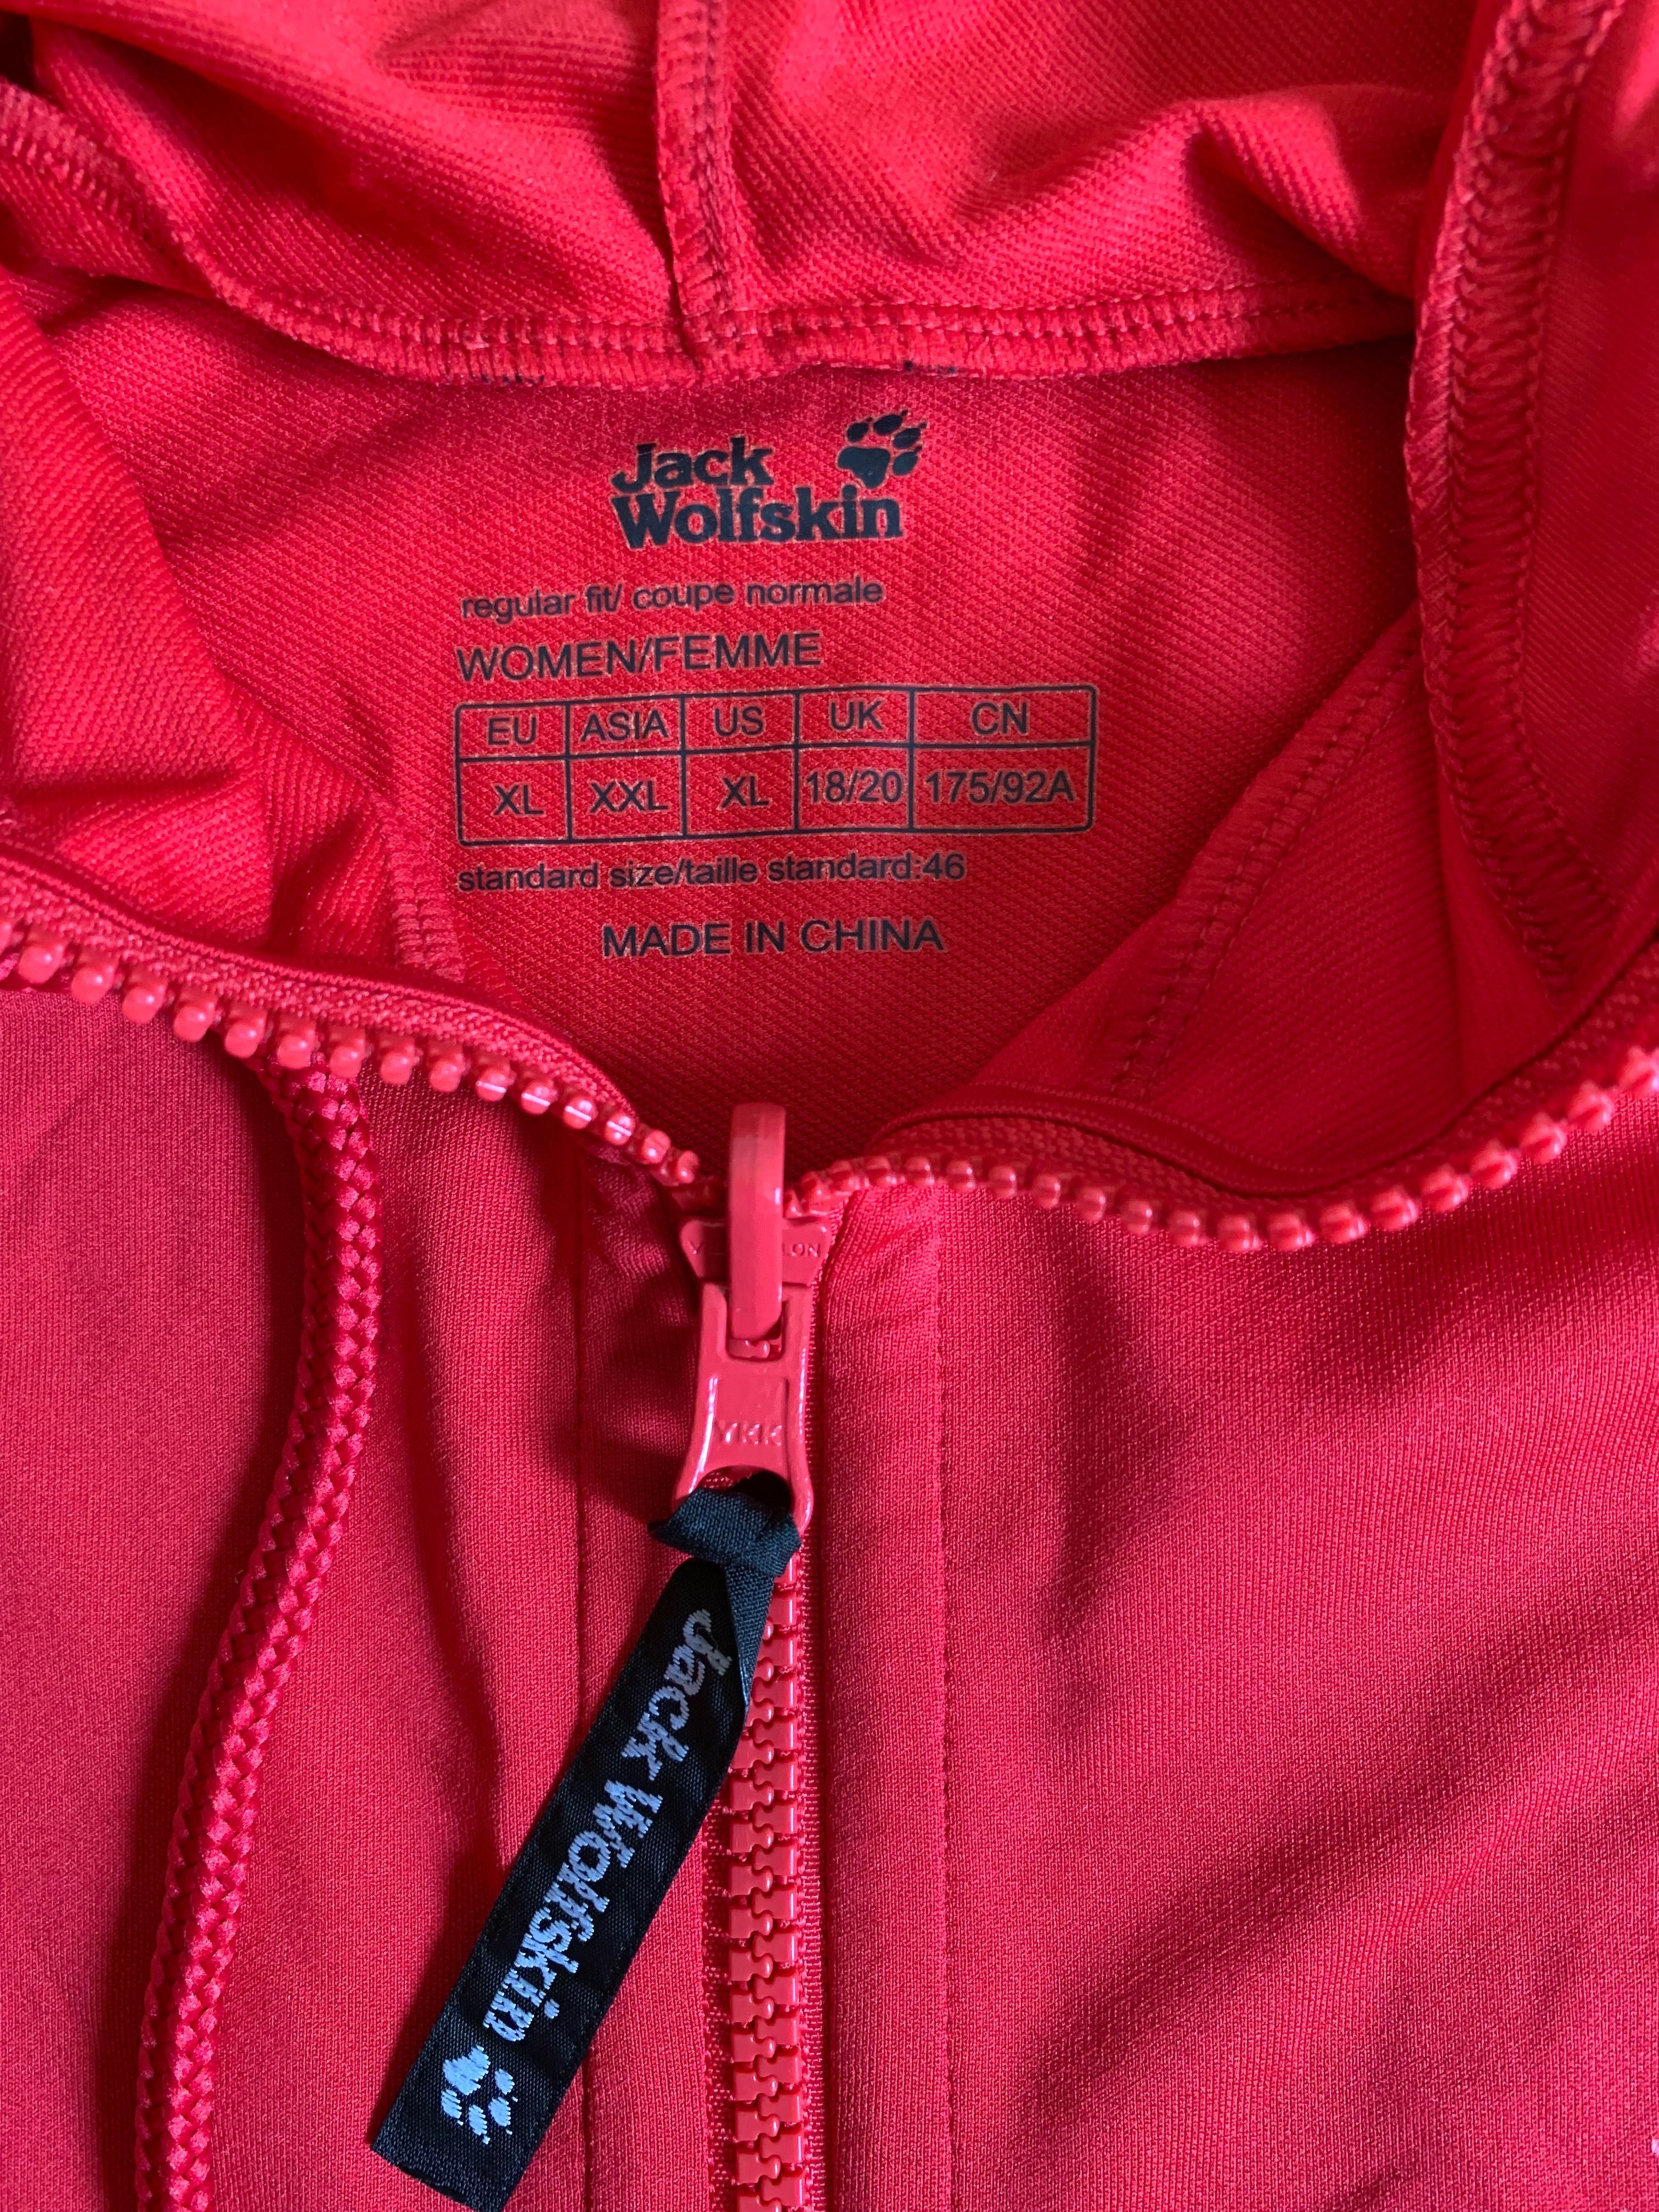 Jack
Wolfskin
regular fit/ coupe normale
WOMEN/FEMME
EU ASIA US UK CN
XL XXL XL 18/20 175/92A
standard size/taille standard:46
MADE IN CHINA
YKK
Jack Wolfskin